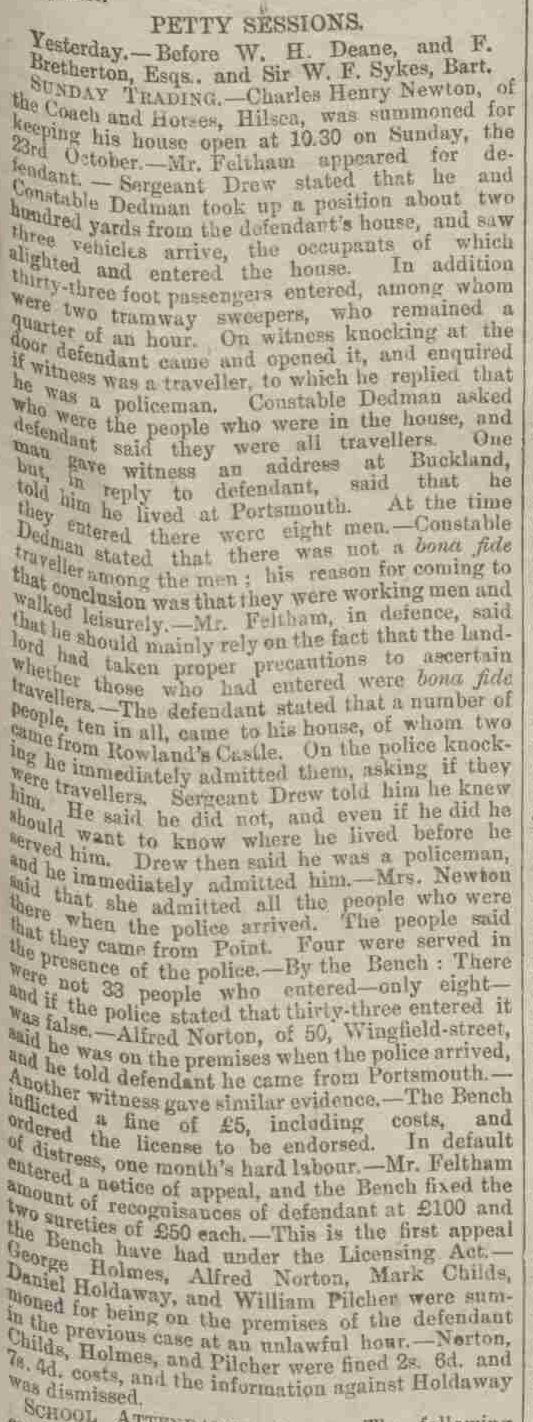 PETTY SESSIONS.
Yesterday.—Before W. H. Deane, and F.
Bretherton, Esqs.. and Sir W. F. Sykes, Bart.
SUNDAY TRADING.—Charles Henry Newton, of
the Coach and Horses, Hilsea, was summoned for
keeping his house open at 10.30 on Sunday, the
23rd October.—Mr. Feltham appeared for de-
fendant. — Sergeant Drew stated that he and
Constable Dedman took up a position about two
hundred yards from the defendant's house, and saw
three vehicles arrive, the occupants of which
alighted and entered the house. In addition
thirty-three foot passengers entered, among whom
were two tramway sweepers, who remained a
quarter of an hour. On witness knocking at the
door defendant came and opened it, and enquired
if witness was a traveller, to which he replied that
he was a policeman. Constable Dedman asked
who were the people who were in the house, and
defendant said they were all travellers. One
man gave witness an address at Buckland,
but, in reply to defendant, said that he
told him he lived at Portsmouth. At the time
they entered there were eight men.—Constable
Dedman stated that there was not a bona fide
traveller among the men ; his reason for coming to
that conclusion was that they were working men and
walked leisurely.—Mr. Feltham, in defence, said
that he should mainly rely on the fact that the land-
lord had taken proper precautions to ascertain
whether those who had entered were bona fide
travellers.—The defendant stated that a number of
people, ten in all, came to his house, of whom two
came from Rowland's Castle. On the police knock-
ing he immediately admitted them, asking if they
were travellers. Sergeant Drew told him he knew
him. He said he did not, and even if he did he
should want to know where he lived before he
served him. Drew then said he was a policeman,
and he immediately admitted him.—Mrs. Newton
said that she admitted all the people who were
there when the police arrived. The people said
that they came from Point. Four were served in
the presence of the police.—By the Bench : There
were not 33 people who entered—only eight—
and if the police stated that thirty-three entered it
was false.—Alfred Norton, of 50, Wingfield-street,
said he was on the premises when the police arrived,
and he told defendant he came from Portsmouth.—
Another witness gave similar evidence.—The Bench
inflicted a fine of £5, including costs, and
ordered the license to be endorsed. In default
of distress, one month's hard labour.—Mr. Feltham
entered a notice of appeal, and the Bench fixed the
amount of recognisances of defendant at £100 and
two sureties of £50 each.—This is the first appeal
the Bench have had under the Licensing Act.—
George Holmes, Alfred Norton, Mark Childs,
Daniel Holdaway, and William Pilcher were sum-
moned for being on the premises of the defendant
in the previous case at an unlawful hour.—Norton,
Childs, Holmes, and Pilcher were fined 2s. 6d. and
7s. 4d. costs, and the information against Holdaway
was dismissed.
SCHOOL